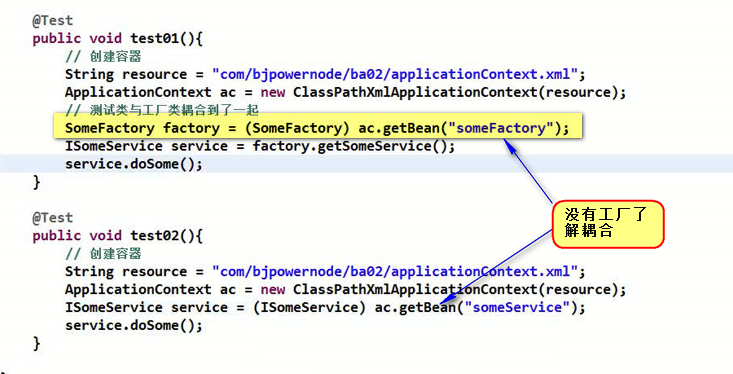 @Test
public void test01(){
// 创建容器
String resource = "com/bjpowernode/ba02/applicationContext.xml";
ApplicationContext ac = new ClassPathXmlApplicationContext(resource);
// 测试类与工厂类耦合到了一起
SomeFactory factory = (SomeFactory) ac.getBean("someFactory");
ISomeService service = factory.getSomeService();
service.doSome();
}
没有工厂了
解耦合
@Test
public void test02(){
// 创建容器
String resource = "com/bjpowernode/ba02/applicationContext.xml";
ApplicationContext ac = new ClassPathXmlApplicationContext(resource);
ISomeService service = (ISomeService) ac.getBean("someService");
service.doSome();
}